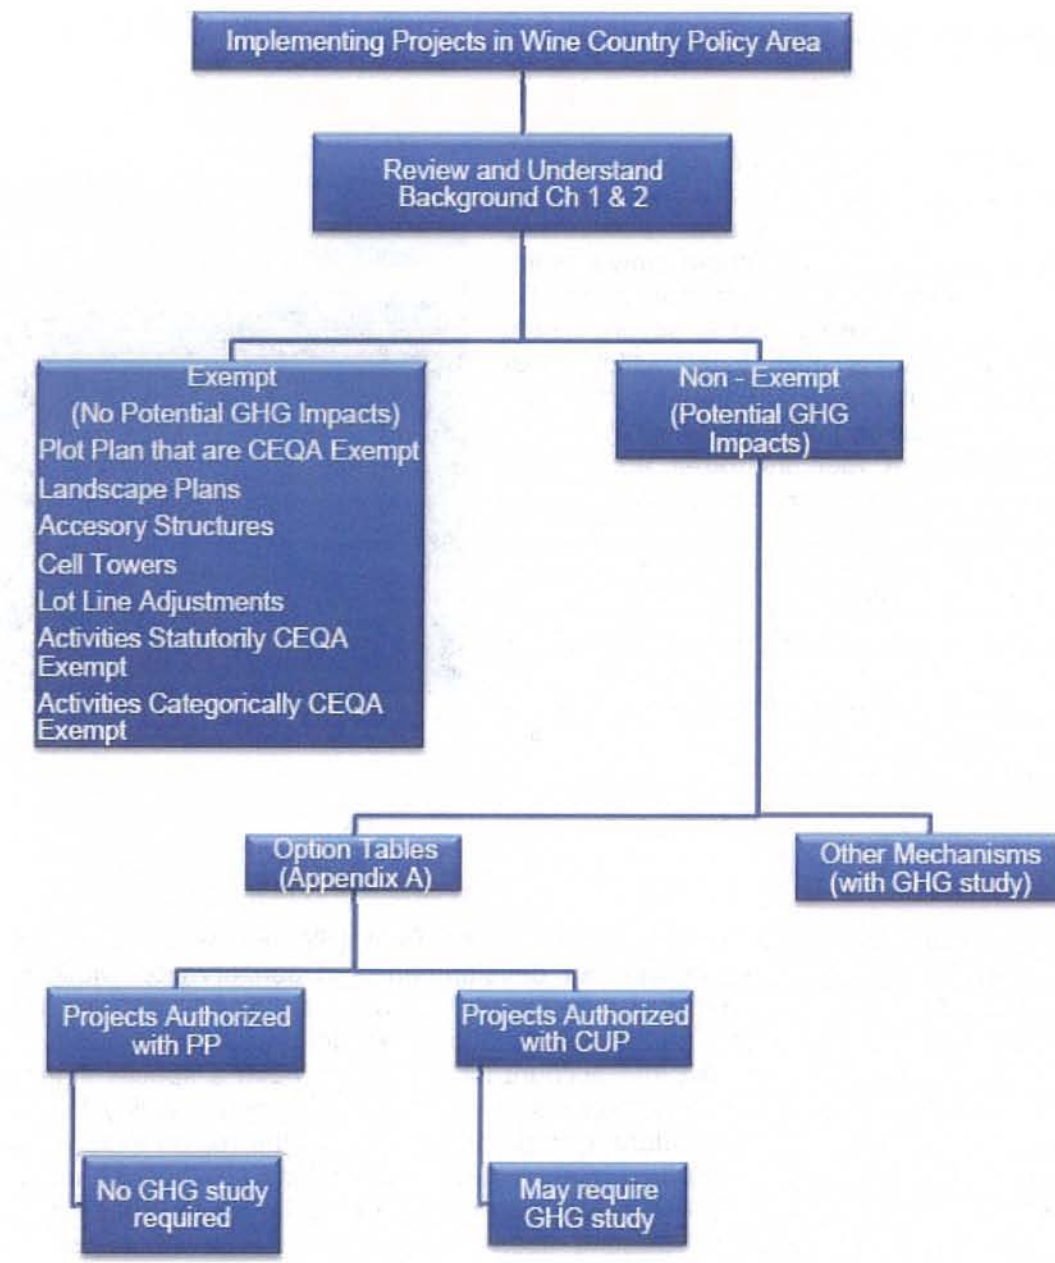 Implementing Projects in Wine Country Policy Area
Review and Understand
Background Ch 1 & 2
Exempt
(No Potential GHG Impacts)
Plot Plan that are CEQA Exempt
Landscape Plans
Accesory Structures
Cell Towers
Lot Line Adjustments
Activities Statutorily CEQA
Exempt
Activities Categorically CEQA
Exempt
Non - Exempt
(Potential GHG
Impacts)
Option Tables
(Appendix A)
Other Mechanisms
(with GHG study)
Projects Authorized
with PP
Projects Authorized
with CUP
No GHG study
required
May require
GHG study